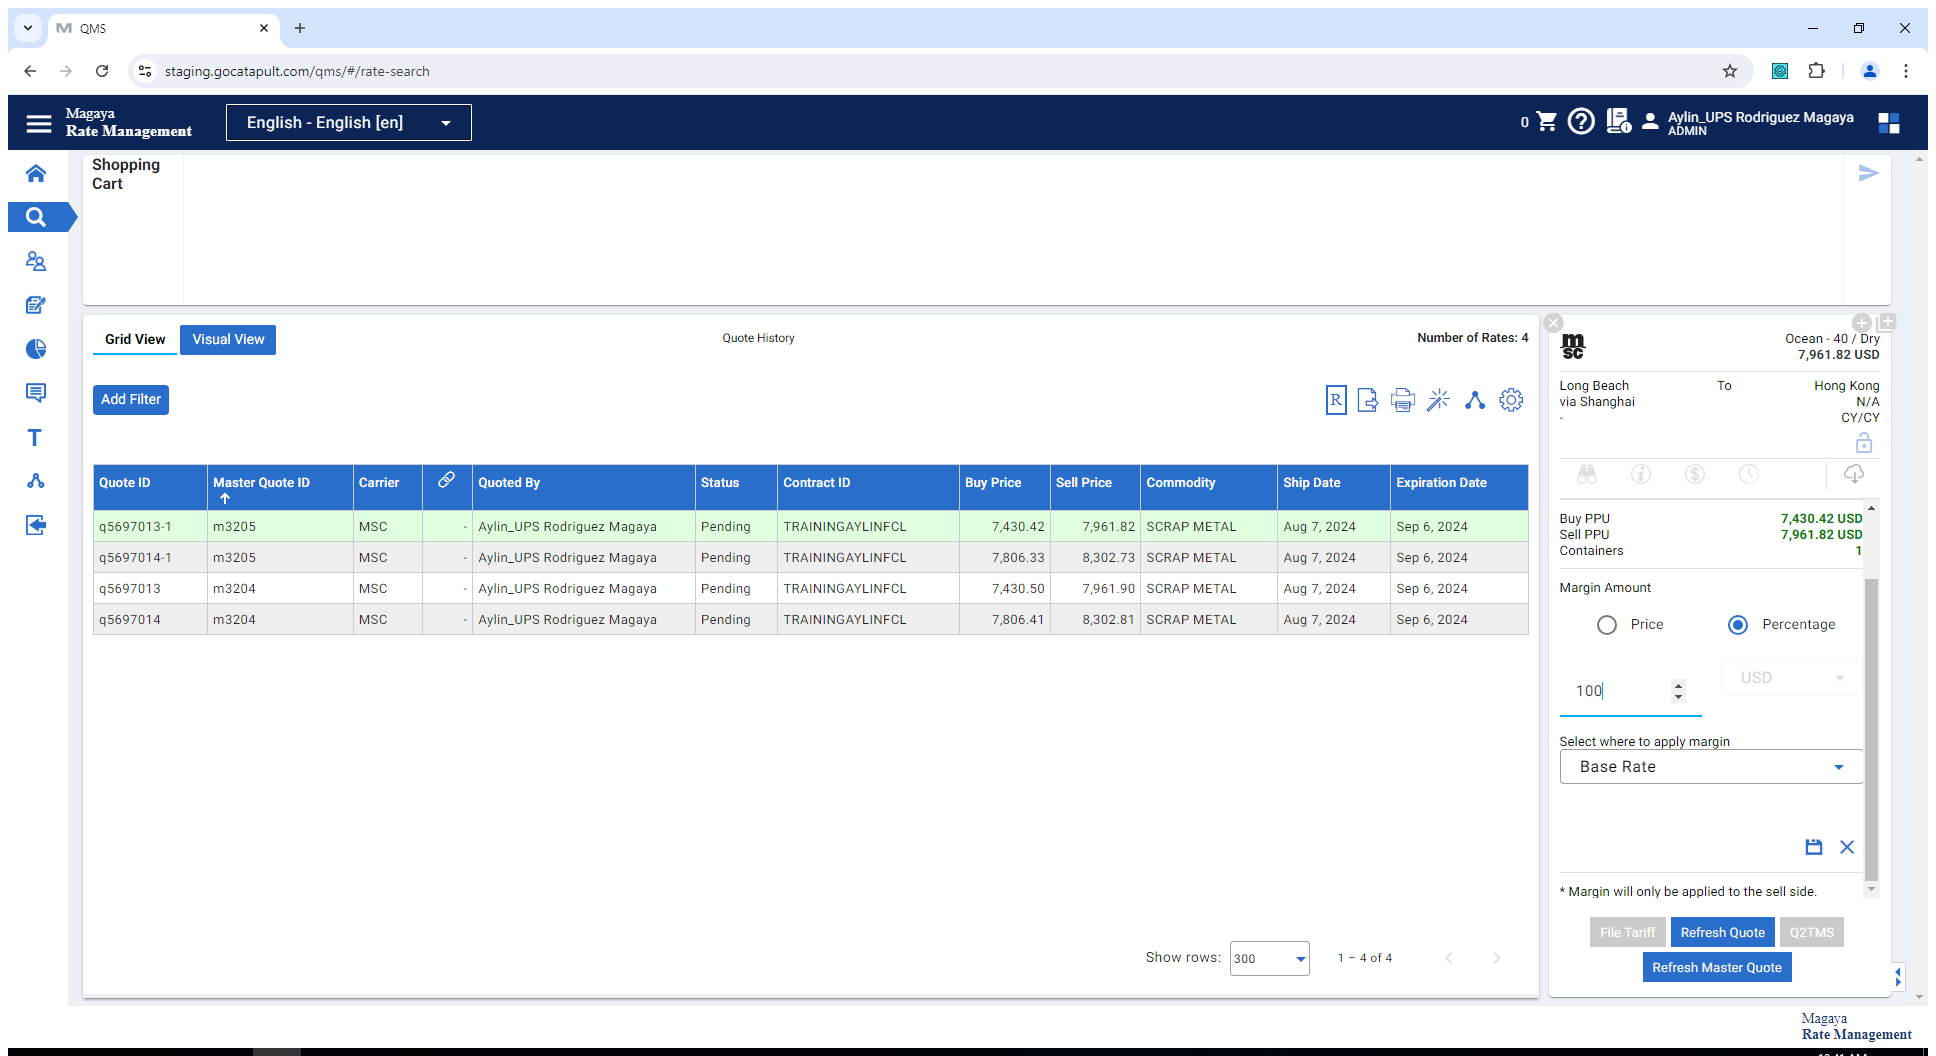 QMS
staging.gocatapult.com/qms/#/rate-search
Magaya
Rate Management
English - English [en]
0
Aylin_UPS Rodriguez Magaya
ADMIN
Shopping
Cart
Grid View
Visual View
Quote History
Number of Rates: 4
Add Filter
R
Quote ID Master Quote ID Carrier Quoted By Status Contract ID Buy Price Sell Price Commodity Ship Date Expiration Date
q5697013-1 m3205 MSC - Aylin_UPS Rodriguez Magaya Pending TRAININGAYLINFCL 7,430.42 7,961.82 SCRAP METAL Aug 7, 2024 Sep 6, 2024
q5697014-1 m3205 MSC - Aylin_UPS Rodriguez Magaya Pending TRAININGAYLINFCL 7,806.33 8,302.73 SCRAP METAL Aug 7, 2024 Sep 6, 2024
q5697013 m3204 MSC - Aylin_UPS Rodriguez Magaya Pending TRAININGAYLINFCL 7,430.50 7,961.90 SCRAP METAL Aug 7, 2024 Sep 6, 2024
q5697014 m3204 MSC - Aylin_UPS Rodriguez Magaya Pending TRAININGAYLINFCL 7,806.41 8,302.81 SCRAP METAL Aug 7, 2024 Sep 6, 2024
Show rows: 300 1 – 4 of 4
m
SC
Ocean - 40 / Dry
7,961.82 USD
Long Beach To Hong Kong
via Shanghai N/A
- CY/CY
Buy PPU 7,430.42 USD
Sell PPU 7,961.82 USD
Containers 1
Margin Amount
Price Percentage
100 USD
Select where to apply margin
Base Rate
* Margin will only be applied to the sell side.
File Tariff Refresh Quote Q2TMS
Refresh Master Quote
Magaya
Rate Management